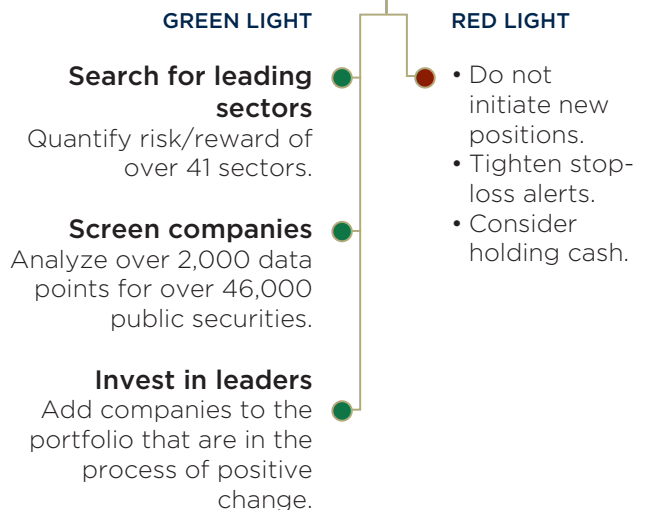 GREEN LIGHT
Search for leading
sectors
Quantify risk/reward of
over 41 sectors.
Screen companies
Analyze over 2,000 data
points for over 46,000
public securities.
Invest in leaders
Add companies to the
portfolio that are in the
process of positive
change.
RED LIGHT
• Do not
initiate new
positions.
• Tighten stop-
loss alerts.
• Consider
holding cash.